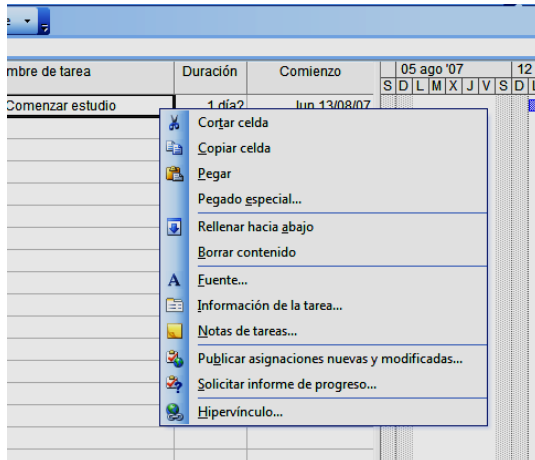 mbre de tarea Duración Comienzo 05 ago '07 12
S D L M X J V S D L
Comenzar estudio 1 día? lun 13/08/07
Cortar celda
Copiar celda
Pegar
Pegado especial...
Rellenar hacia abajo
Borrar contenido
Fuente...
Información de la tarea...
Notas de tareas...
Publicar asignaciones nuevas y modificadas...
Solicitar informe de progreso...
Hipervínculo...